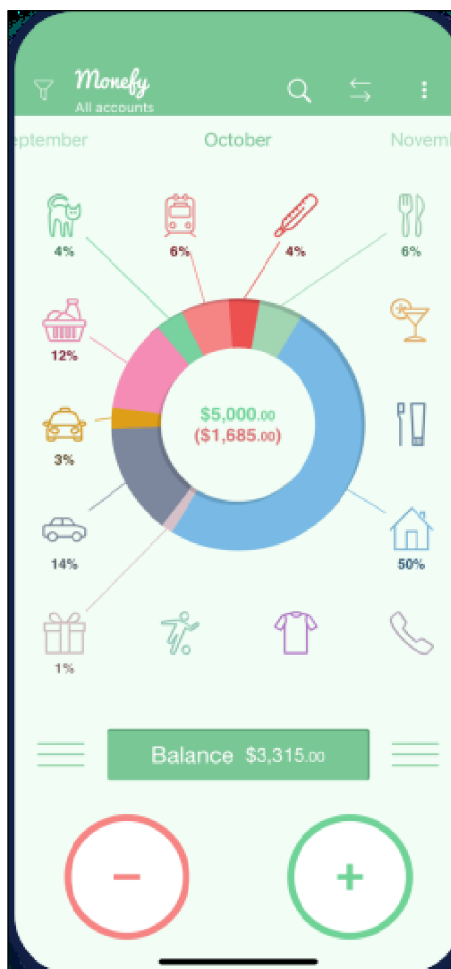 Monefy
All accounts
eptember October Novemb
4% 6% 4% 6%
12%
3%
$5,000.00
($1,685.00)
14% 50%
1%
Balance $3,315.00
− +